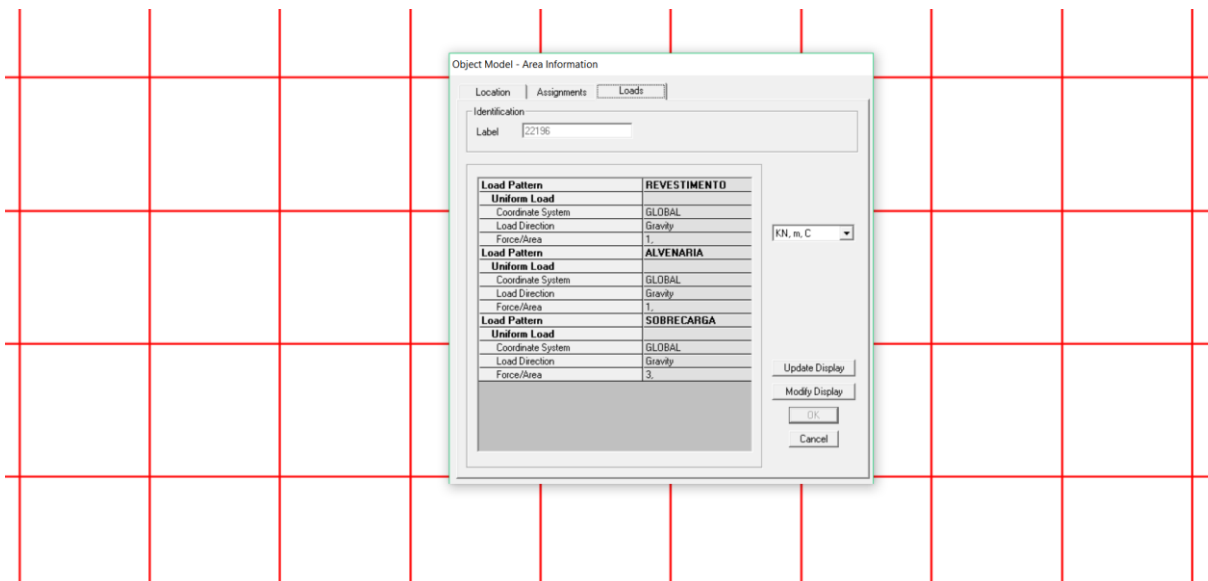 Object Model - Area Information
Location Assignments Loads
Identification
Label 22196
Load Pattern REVESTIMENTO
Uniform Load
Coordinate System GLOBAL
Load Direction Gravity
Force/Area 1,
KN, m, C
Load Pattern ALVENARIA
Uniform Load
Coordinate System GLOBAL
Load Direction Gravity
Force/Area 1,
Load Pattern SOBRECARGA
Uniform Load
Coordinate System GLOBAL
Load Direction Gravity
Force/Area 3,
Update Display
Modify Display
OK
Cancel